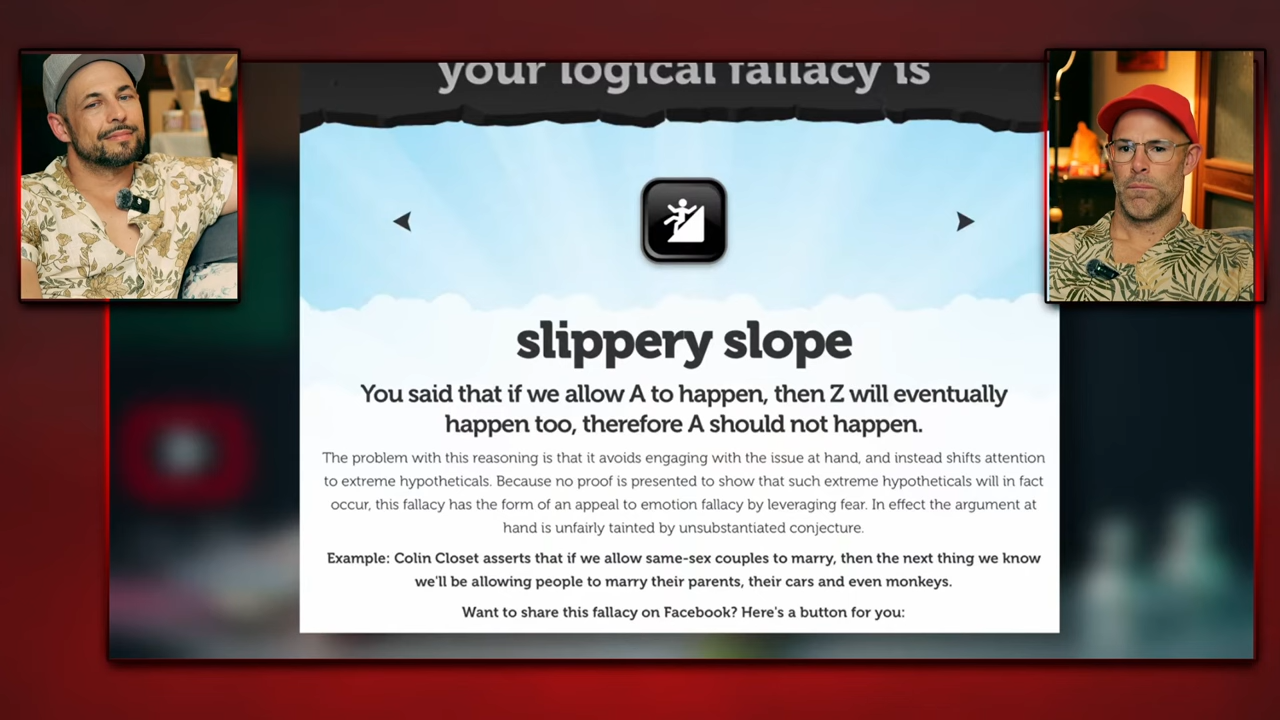 your logical fallacy is
slippery slope
You said that if we allow A to happen, then Z will eventually
happen too, therefore A should not happen.
The problem with this reasoning is that it avoids engaging with the issue at hand, and instead shifts attention
to extreme hypotheticals. Because no proof is presented to show that such extreme hypotheticals will in fact
occur, this fallacy has the form of an appeal to emotion fallacy by leveraging fear. In effect the argument at
hand is unfairly tainted by unsubstantiated conjecture.
Example: Colin Closet asserts that if we allow same-sex couples to marry, then the next thing we know
we'll be allowing people to marry their parents, their cars and even monkeys.
Want to share this fallacy on Facebook? Here's a button for you: